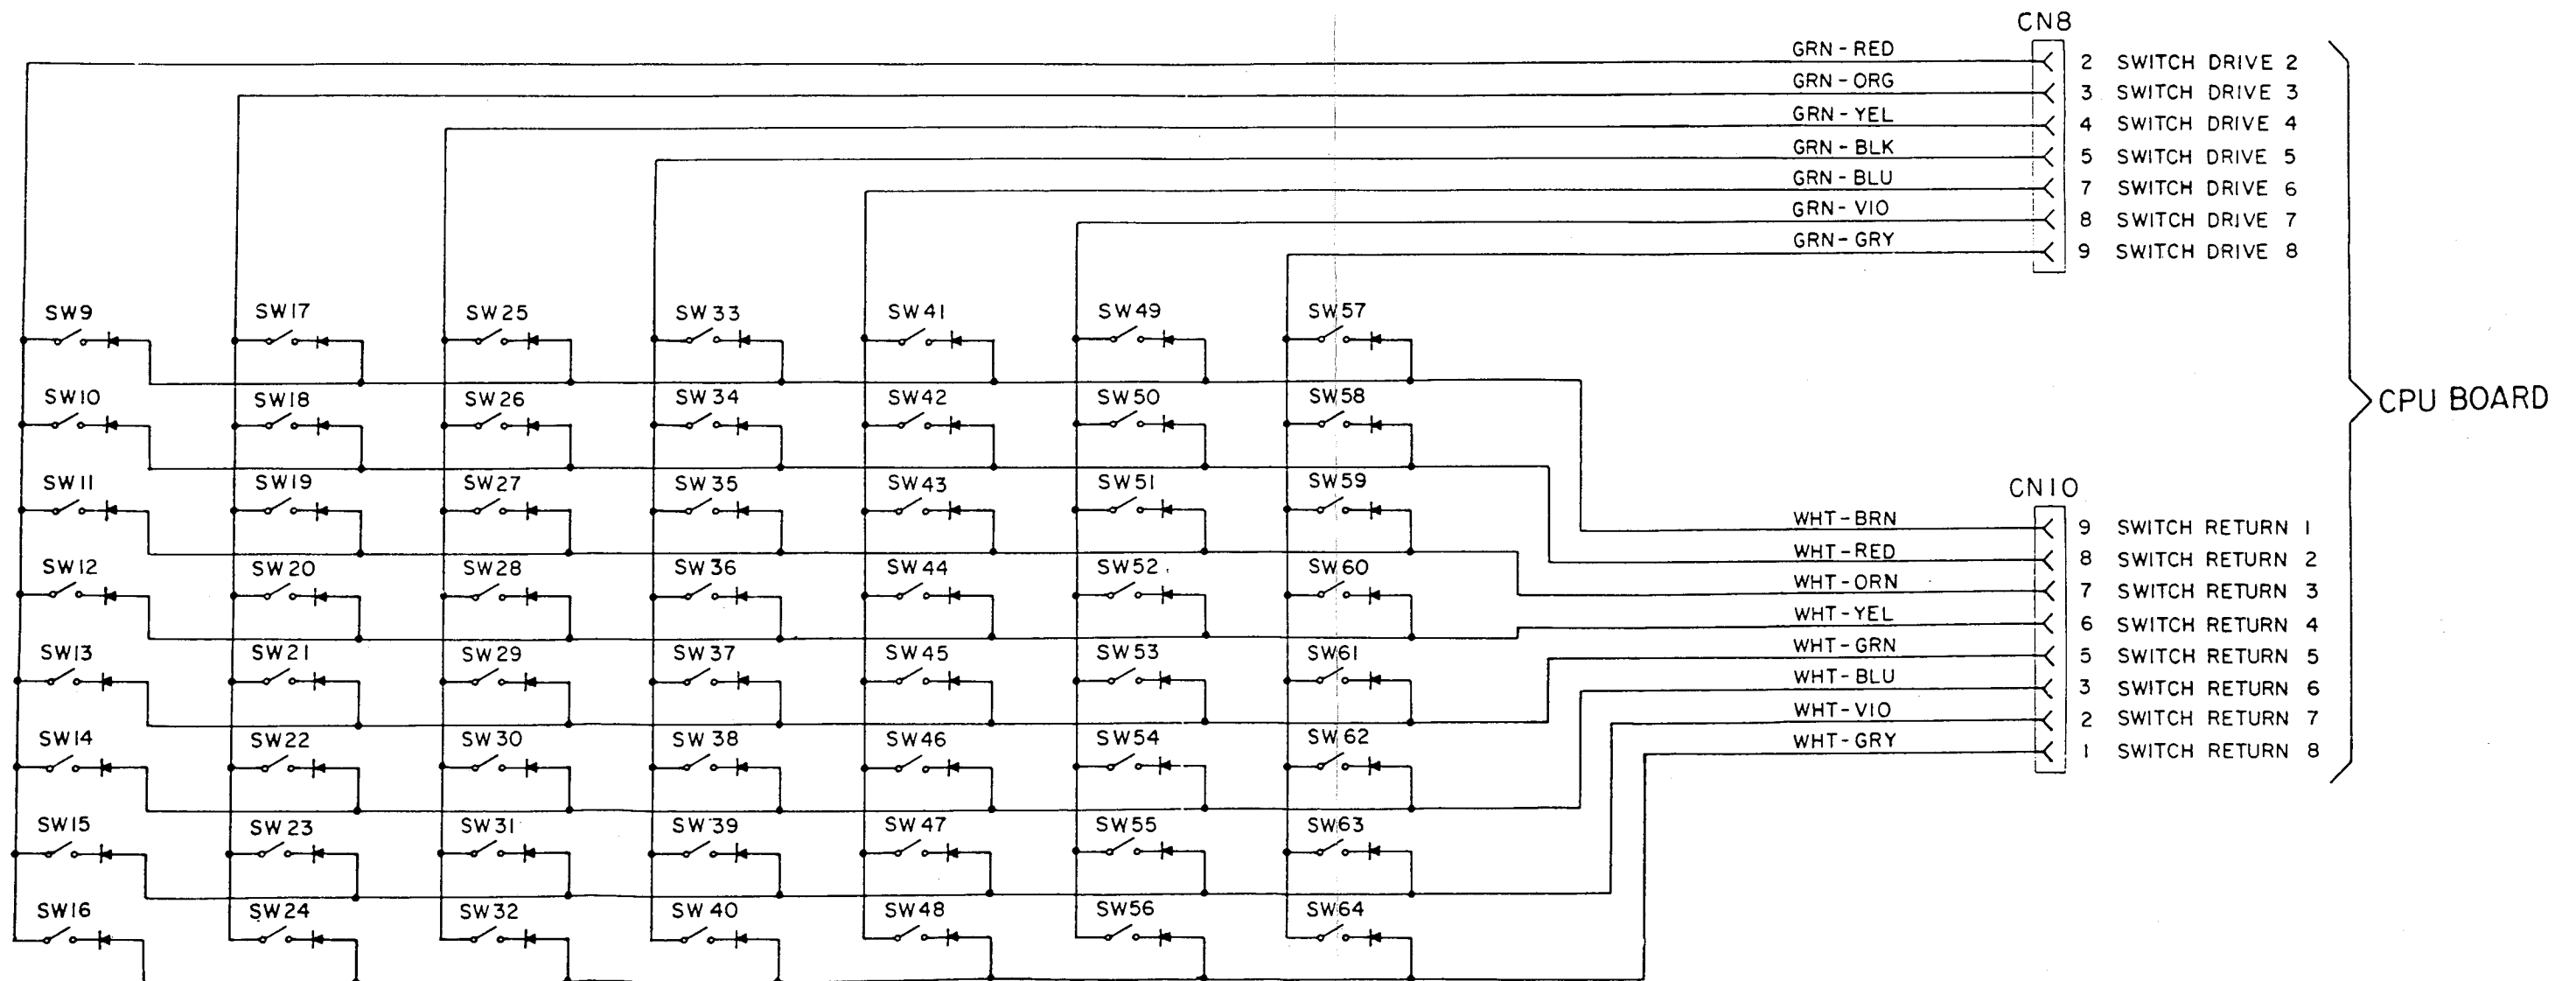 CN8
GRN-RED 2 SWITCH DRIVE 2
GRN-ORG 3 SWITCH DRIVE 3
GRN-YEL 4 SWITCH DRIVE 4
GRN-BLK 5 SWITCH DRIVE 5
GRN-BLU 7 SWITCH DRIVE 6
GRN-VIO 8 SWITCH DRIVE 7
GRN-GRY 9 SWITCH DRIVE 8
SW9 SW17 SW25 SW33 SW41 SW49 SW57
SW10 SW18 SW26 SW34 SW42 SW50 SW58
CPU BOARD
SW11 SW19 SW27 SW35 SW43 SW51 SW59
CN10
WHT-BRN 9 SWITCH RETURN 1
WHT-RED 8 SWITCH RETURN 2
SW12 SW20 SW28 SW36 SW44 SW52 SW60
WHT-ORN 7 SWITCH RETURN 3
WHT-YEL 6 SWITCH RETURN 4
SW13 SW21 SW29 SW37 SW45 SW53 SW61
WHT-GRN 5 SWITCH RETURN 5
WHT-BLU 3 SWITCH RETURN 6
WHT-VIO 2 SWITCH RETURN 7
SW14 SW22 SW30 SW38 SW46 SW54 SW62
WHT-GRY 1 SWITCH RETURN 8
SW15 SW23 SW31 SW39 SW47 SW55 SW63
SW16 SW24 SW32 SW40 SW48 SW56 SW64